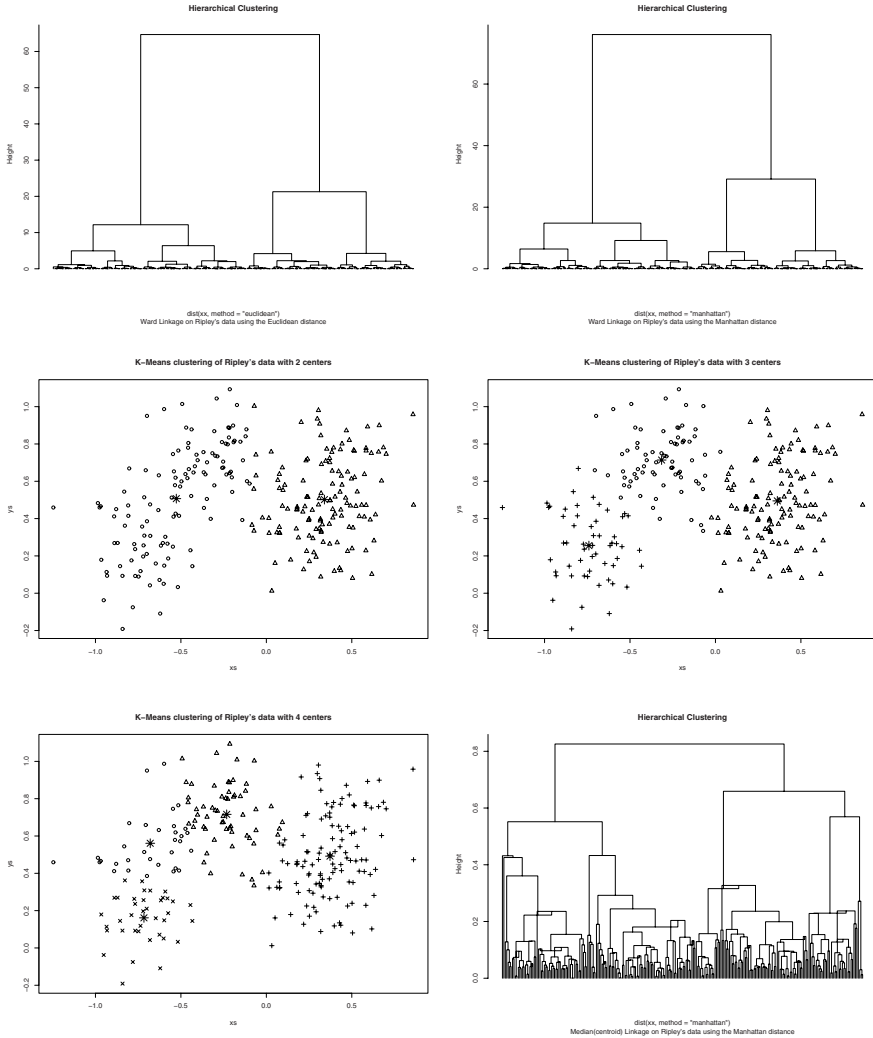 Hierarchical Clustering
Height
60
50
40
30
20
10
0
dist(xx, method = "euclidean")
Ward Linkage on Ripley's data using the Euclidean distance
Hierarchical Clustering
Height
60
40
20
0
dist(xx, method = "manhattan")
Ward Linkage on Ripley's data using the Manhattan distance
K−Means clustering of Ripley's data with 2 centers
ys
1.0
0.8
0.6
0.4
0.2
0.0
−0.2
−1.0 −0.5 0.0 0.5
xs
K−Means clustering of Ripley's data with 3 centers
ys
1.0
0.8
0.6
0.4
0.2
0.0
−0.2
−1.0 −0.5 0.0 0.5
xs
K−Means clustering of Ripley's data with 4 centers
ys
1.0
0.8
0.6
0.4
0.2
0.0
−0.2
−1.0 −0.5 0.0 0.5
xs
Hierarchical Clustering
Height
0.8
0.6
0.4
0.2
0.0
dist(xx, method = "manhattan")
Median(centroid) Linkage on Ripley's data using the Manhattan distance